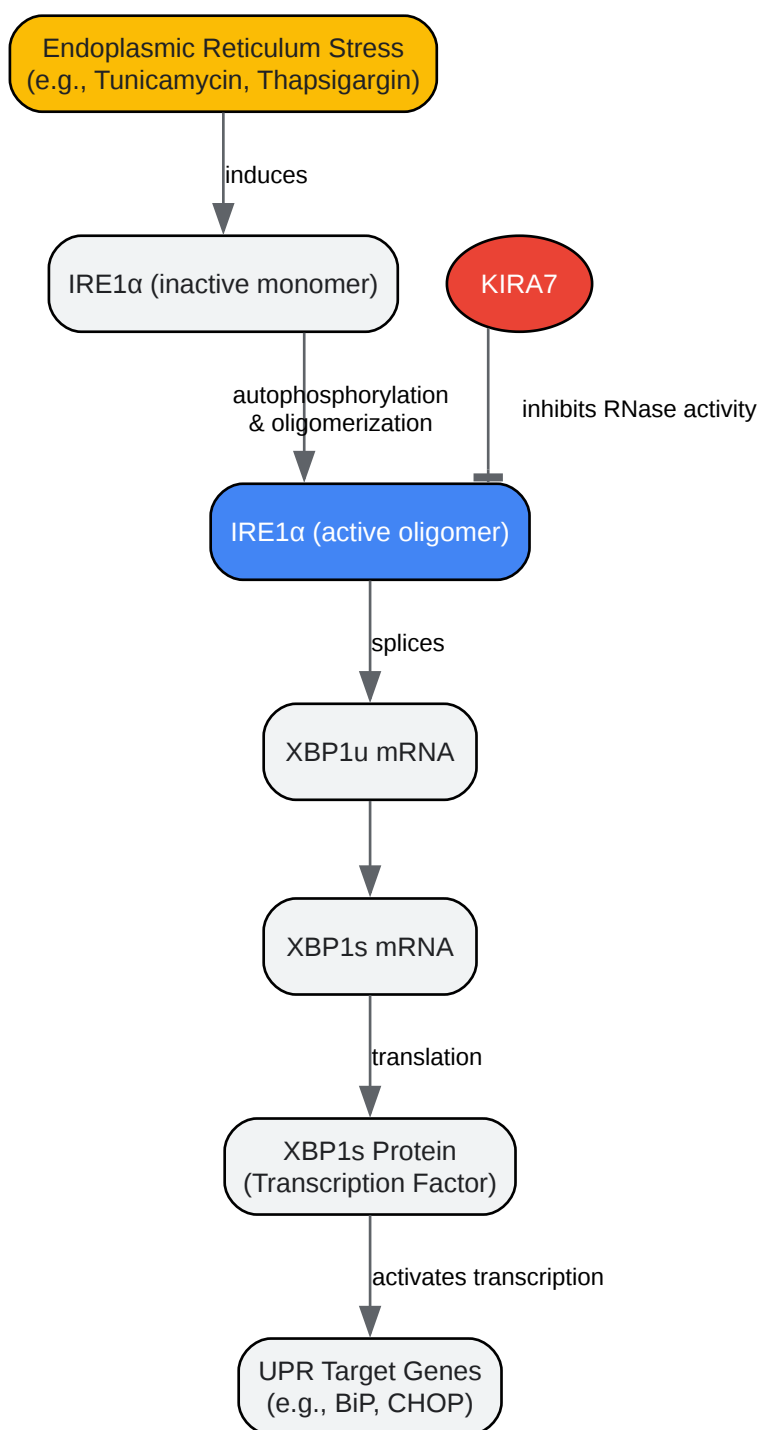 Endoplasmic Reticulum Stress
(e.g., Tunicamycin, Thapsigargin)
induces
IRE1α (inactive monomer)
KIRA7
autophosphorylation
& oligomerization
inhibits RNase activity
IRE1α (active oligomer)
splices
XBP1u mRNA
XBP1s mRNA
translation
XBP1s Protein
(Transcription Factor)
activates transcription
UPR Target Genes
(e.g., BiP, CHOP)